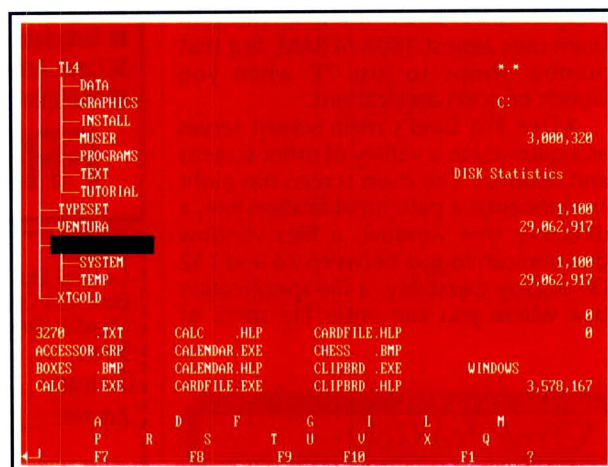 TL4 *.*
DATA
GRAPHICS C:
INSTALL
MUSER 3,000,320
PROGRAMS
TEXT DISK Statistics
TUTORIAL
TYPESET 1,100
VENTURA 29,062,917
SYSTEM 1,100
TEMP 29,062,917
XTGOLD
0
3270 .TXT CALC .HLP CARDFILE.HLP 0
ACCESSOR.GRP CALENDAR.EXE CHESS .BMP
BOXES .BMP CALENDAR.HLP CLIPBRD .EXE WINDOWS
CALC .EXE CARDFILE.EXE CLIPBRD .HLP 3,578,167
A D F G I L M
P R S T U V X Q
F7 F8 F9 F10 F1 ?